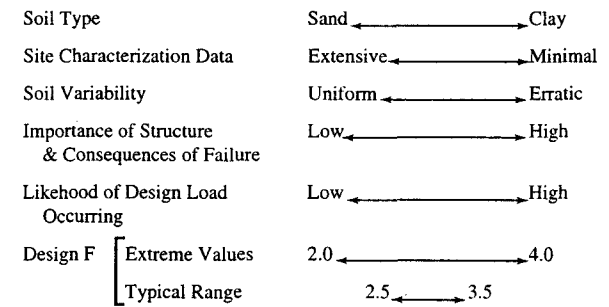 Soil Type Sand Clay
Site Characterization Data Extensive Minimal
Soil Variability Uniform Erratic
Importance of Structure Low High
& Consequences of Failure
Likehood of Design Load Low High
Occurring
Design F Extreme Values 2.0 4.0
Typical Range 2.5 3.5